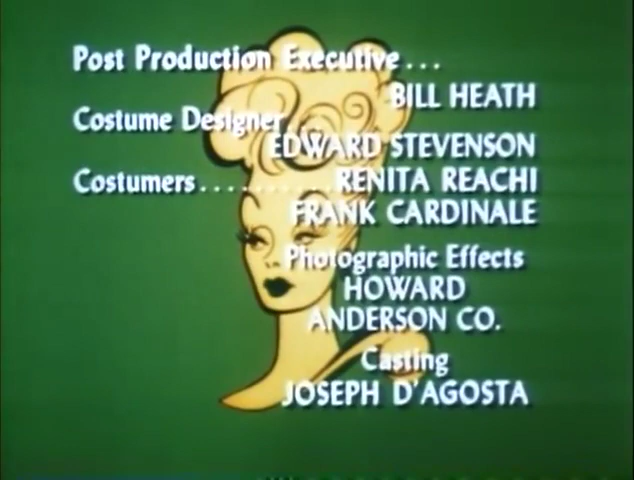 Post Production Executive...
BILL HEATH
Costume Designer
EDWARD STEVENSON
Costumers..........RENITA REACHI
FRANK CARDINALE
Photographic Effects
HOWARD
ANDERSON CO.
Casting
JOSEPH D'AGOSTA